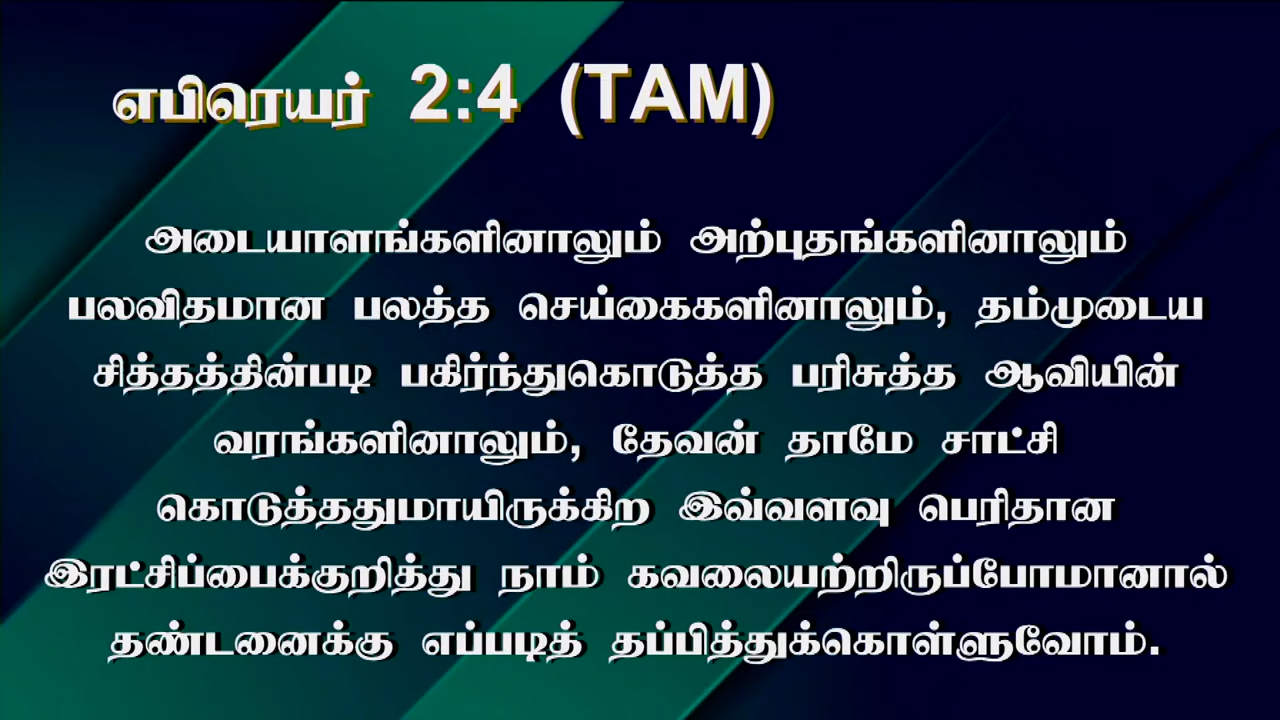 எபிரெயர் 2:4 (TAM)
அடையாளங்களினாலும் அற்புதங்களினாலும்
பலவிதமான பலத்த செய்கைகளினாலும், தம்முடைய
சித்தத்தின்படி பகிர்ந்துகொடுத்த பரிசுத்த ஆவியின்
வரங்களினாலும், தேவன் தாமே சாட்சி
கொடுத்ததுமாயிருக்கிற இவ்வளவு பெரிதான
இரட்சிப்பைக்குறித்து நாம் கவலையற்றிருப்போமானால்
தண்டனைக்கு எப்படித் தப்பித்துக்கொள்ளுவோம்.